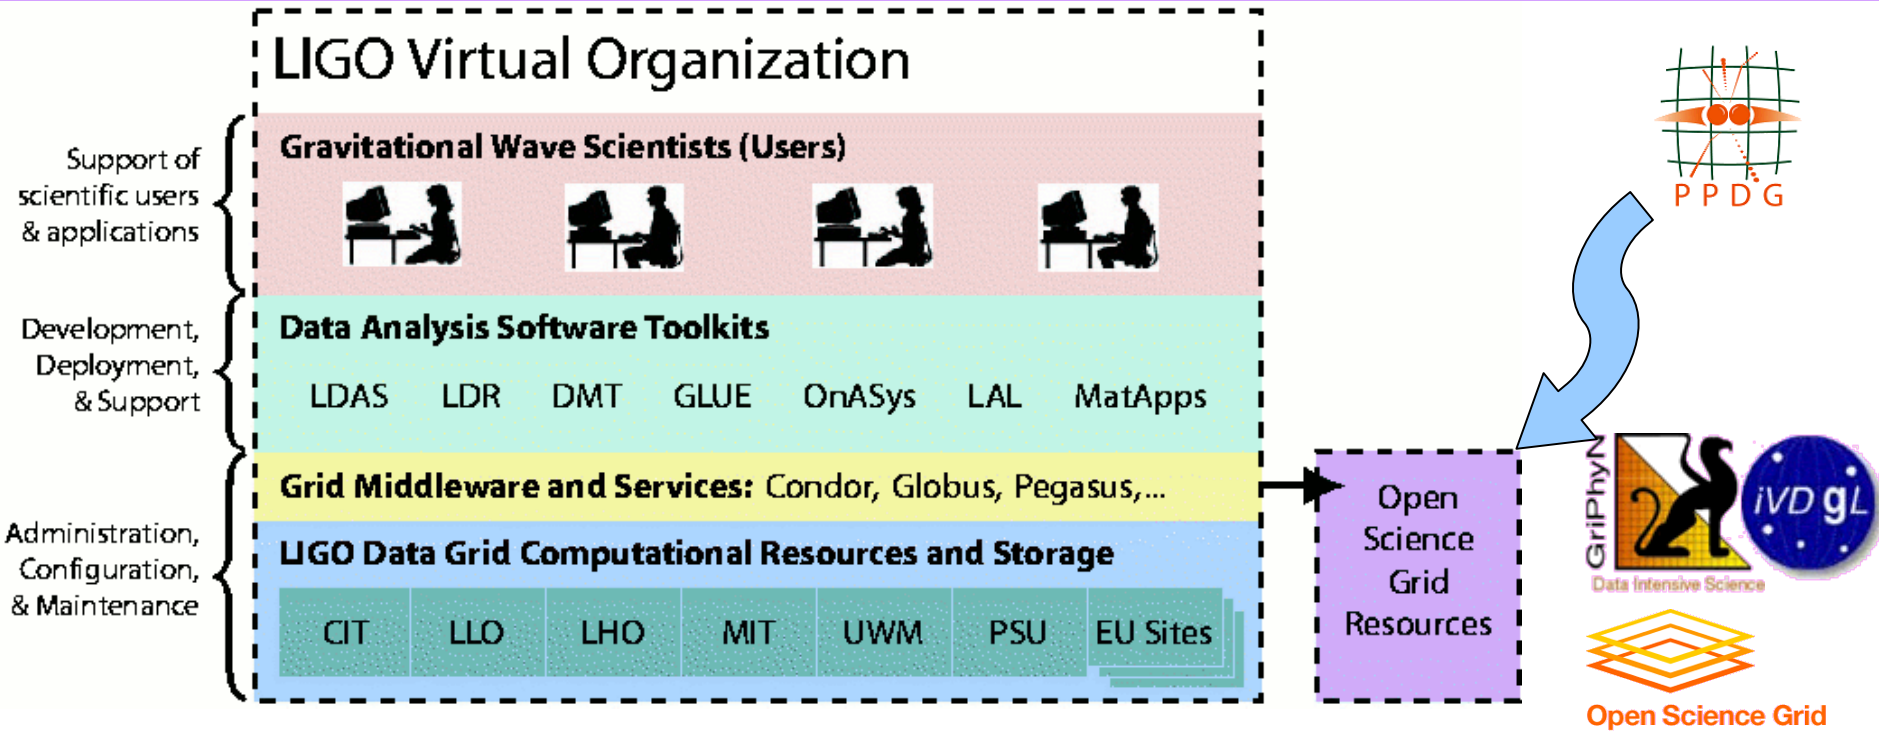 LIGO Virtual Organization
Support of
scientific users
& applications
Gravitational Wave Scientists (Users)
Development,
Deployment,
& Support
Data Analysis Software Toolkits
LDAS LDR DMT GLUE OnASys LAL MatApps
Administration,
Configuration,
& Maintenance
Grid Middleware and Services: Condor, Globus, Pegasus,...
LIGO Data Grid Computational Resources and Storage
CIT LLO LHO MIT UWM PSU EU Sites
Open
Science
Grid
Resources
PPDG
GriPhyN
Data Intensive Science
iVDgL
Open Science Grid